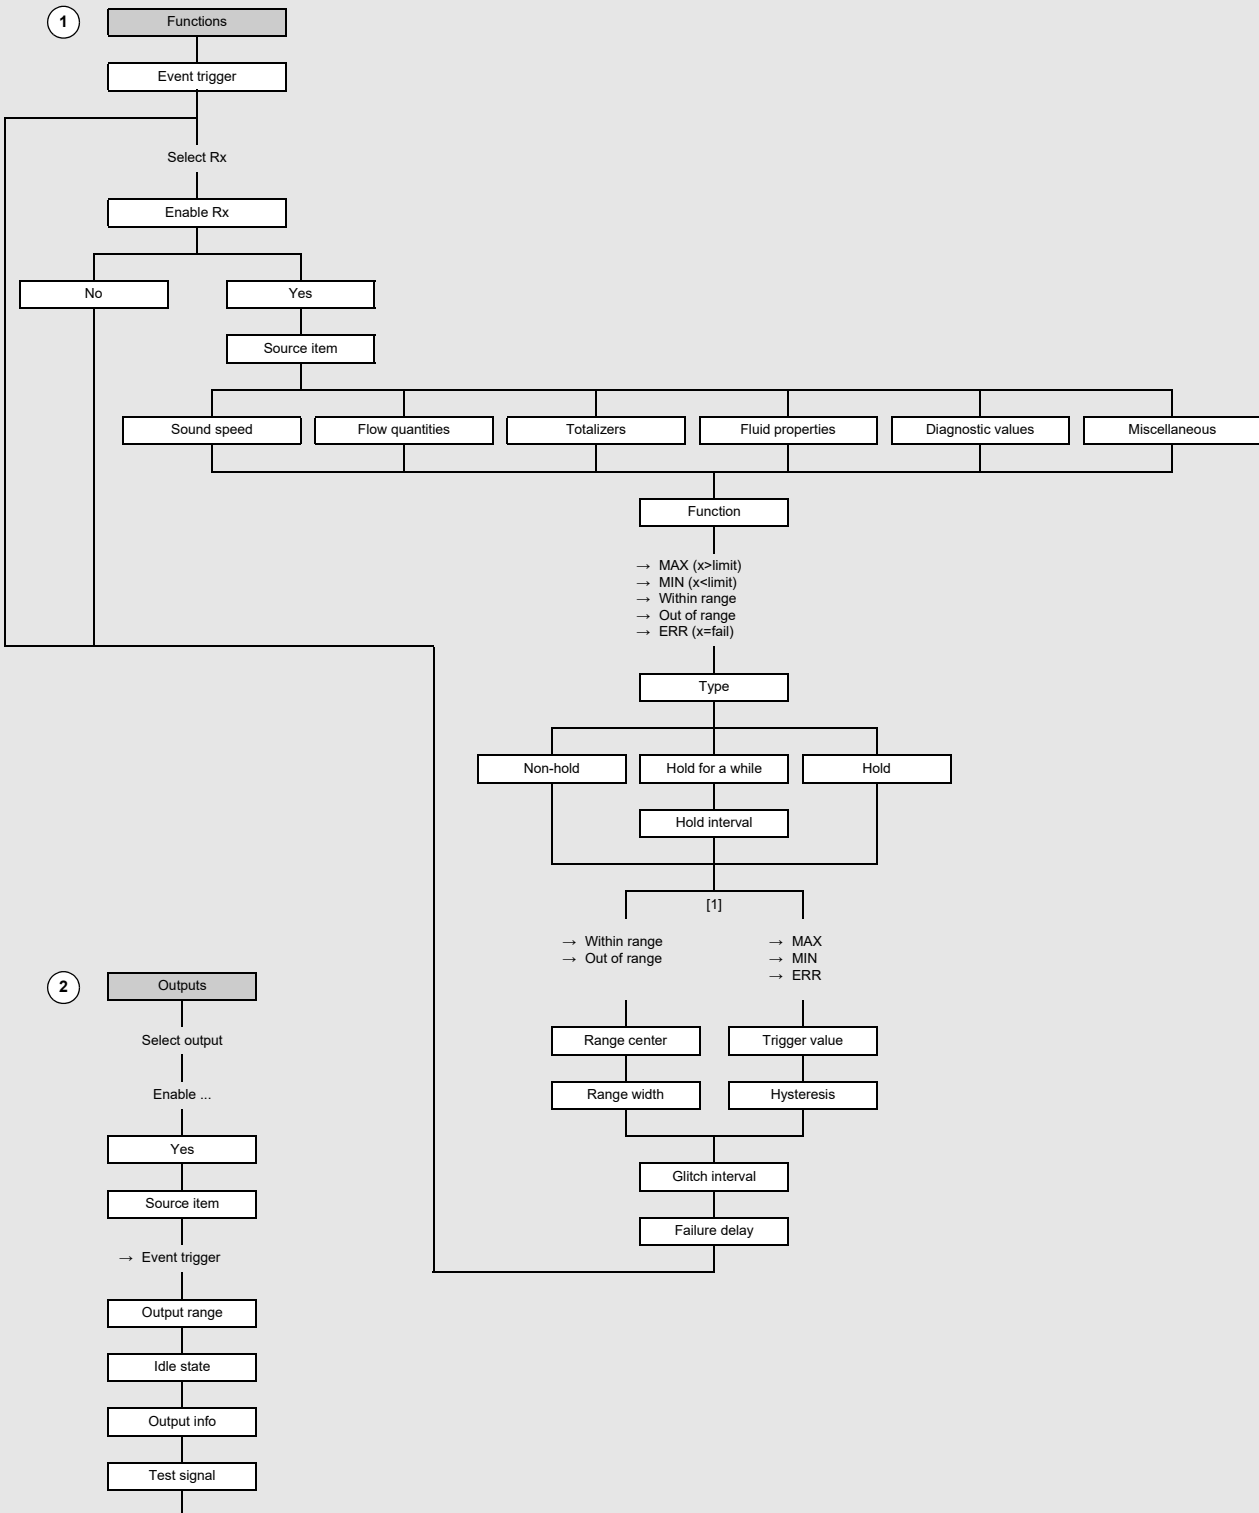 1
Functions
Event trigger
Select Rx
Enable Rx
No
Yes
Source item
Sound speed
Flow quantities
Totalizers
Fluid properties
Diagnostic values
Miscellaneous
Function
→ MAX (x>limit)
→ MIN (x<limit)
→ Within range
→ Out of range
→ ERR (x=fail)
Type
Non-hold
Hold for a while
Hold
Hold interval
[1]
→ Within range
→ Out of range
→ MAX
→ MIN
→ ERR
Range center
Trigger value
Range width
Hysteresis
Glitch interval
Failure delay
2
Outputs
Select output
Enable ...
Yes
Source item
→ Event trigger
Output range
Idle state
Output info
Test signal